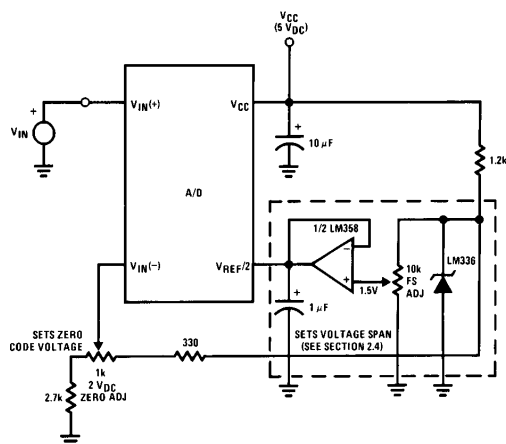 VCC
(5 VDC)
VIN(+)
VCC
+
VIN
+
10 μF
1.2k
A/D
1/2 LM358
−
+
1.5V
10k
FS
ADJ
LM336
VIN(−)
VREF/2
+
1 μF
SETS ZERO
CODE VOLTAGE
SETS VOLTAGE SPAN
(SEE SECTION 2.4)
330
1k
2 VDC
ZERO ADJ
2.7k